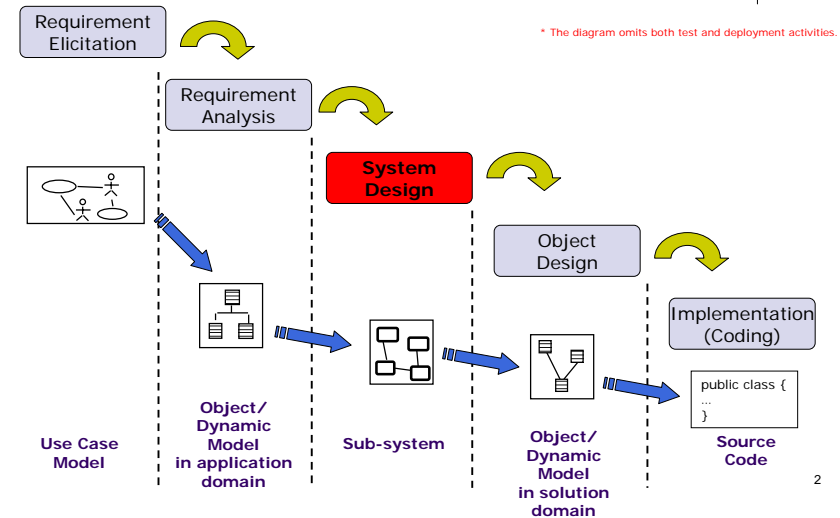 Requirement
Elicitation
* The diagram omits both test and deployment activities.
Requirement
Analysis
System
Design
Object
Design
Implementation
(Coding)
public class {
...
}
Use Case
Model
Object/
Dynamic
Model
in application
domain
Sub-system
Object/
Dynamic
Model
in solution
domain
Source
Code
2